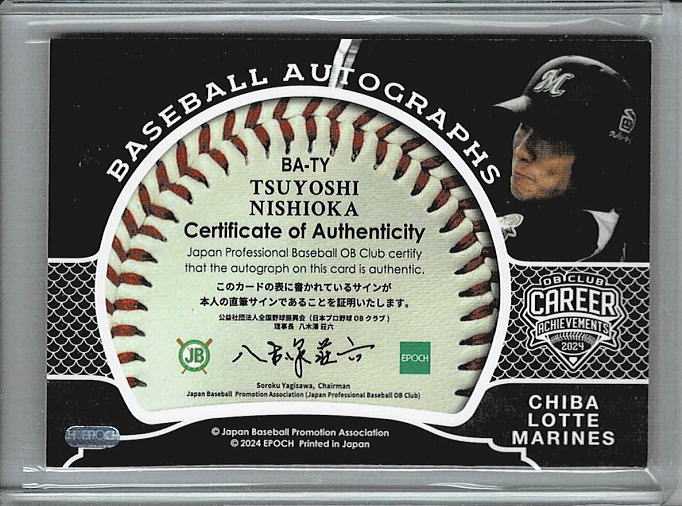 BASEBALL AUTOGRAPHS
M
BA-TY
TSUYOSHI
NISHIOKA
Certificate of Authenticity
Japan Professional Baseball OB Club certify
that the autograph on this card is authentic.
このカードの表に書かれているサインが
本人の直筆サインであることを証明いたします。
公益社団法人全国野球振興会（日本プロ野球OBクラブ）
理事長 八木澤 荘六
JB
八木澤荘六
EPOCH
Soroku Yagisawa, Chairman
Japan Baseball Promotion Association (Japan Professional Baseball OB Club)
OB CLUB
CAREER
ACHIEVEMENTS
2024
CHIBA
LOTTE
MARINES
EPOCH
© Japan Baseball Promotion Association
© 2024 EPOCH Printed in Japan